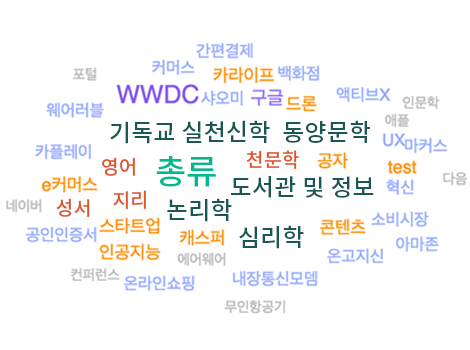 간편결제
포털 커머스 카라이프 백화점
WWDC 샤오미 구글 드론 액티브X 인문학
웨어러블 애플
기독교 실천신학 동양문학 UX 마커스
카플레이 영어 총류 천문학 공자 test 다음
e커머스 도서관 및 정보 혁신
네이버 성서 지리 논리학 소비시장
공인인증서 스타트업 캐스퍼 심리학 콘텐츠 아마존
인공지능 에어웨어 온고지신
컨퍼런스 온라인쇼핑 내장통신모뎀
무인항공기